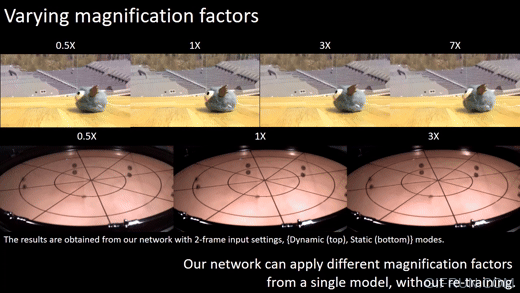 Varying magnification factors
0.5X 1X 3X 7X
0.5X 1X 3X
The results are obtained from our network with 2-frame input settings, {Dynamic (top), Static (bottom)} modes.
Our network can apply different magnification factors
from a single model, without re-training.